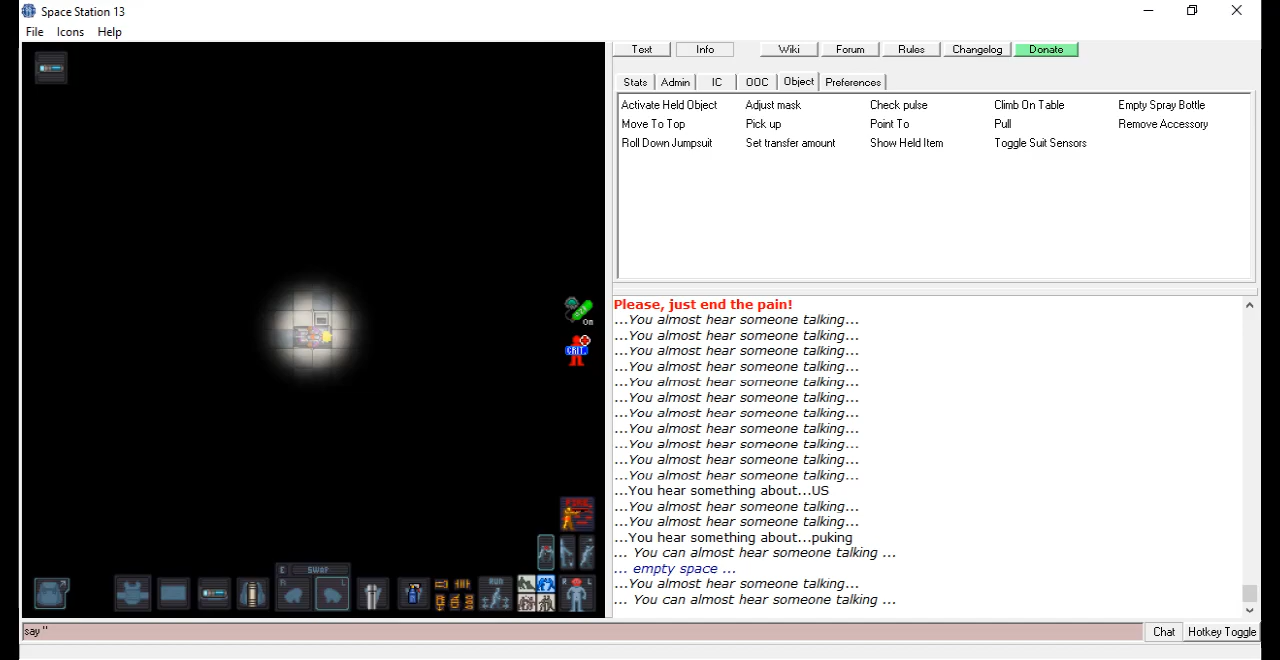 Space Station 13
File Icons Help
Text Info Wiki Forum Rules Changelog Donate
Stats Admin IC OOC Object Preferences
Activate Held Object Adjust mask Check pulse Climb On Table Empty Spray Bottle
Move To Top Pick up Point To Pull Remove Accessory
Roll Down Jumpsuit Set transfer amount Show Held Item Toggle Suit Sensors
Please, just end the pain!
...You almost hear someone talking...
...You almost hear someone talking...
...You almost hear someone talking...
...You almost hear someone talking...
...You almost hear someone talking...
...You almost hear someone talking...
...You almost hear someone talking...
...You almost hear someone talking...
...You almost hear someone talking...
...You almost hear someone talking...
...You almost hear someone talking...
...You hear something about...US
...You almost hear someone talking...
...You almost hear someone talking...
...You hear something about...puking
... You can almost hear someone talking ...
... empty space ...
...You almost hear someone talking...
... You can almost hear someone talking ...
On
CRIT
E SWAP
R L
RUN
R L
say "
Chat Hotkey Toggle